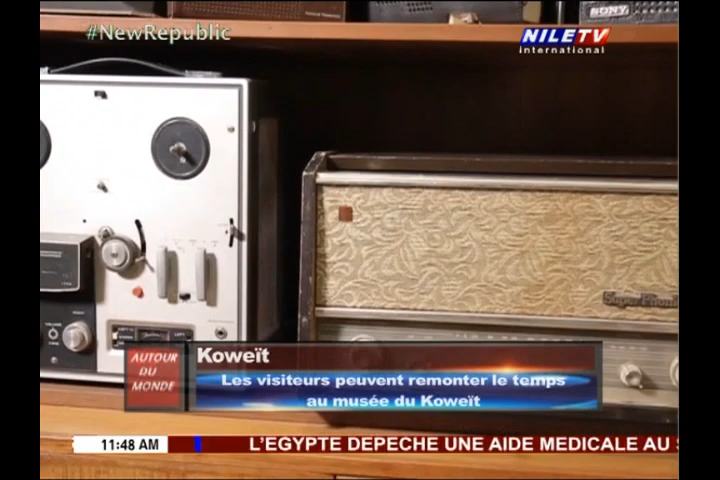 #NewRepublic
NILETV
international
SONY
SuperPhoni
AUTOUR
DU
MONDE
Koweït
Les visiteurs peuvent remonter le temps
au musée du Koweït
11:48 AM
L'EGYPTE DEPECHE UNE AIDE MEDICALE AU S